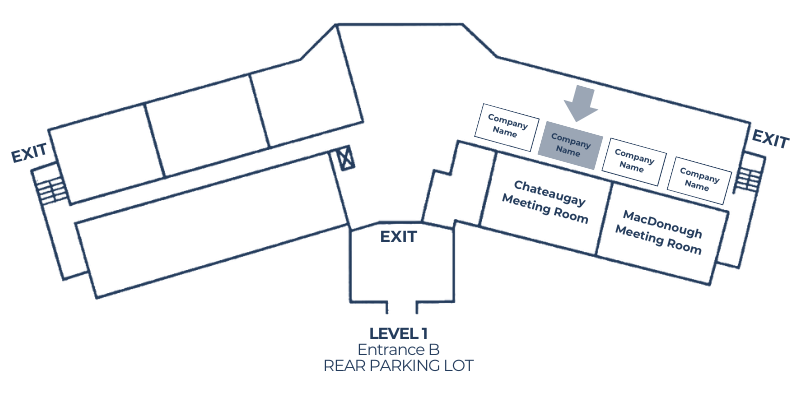 EXIT
EXIT
Company
Name
Company
Name
Company
Name
Company
Name
Chateaugay
Meeting Room
MacDonough
Meeting Room
EXIT
LEVEL 1
Entrance B
REAR PARKING LOT